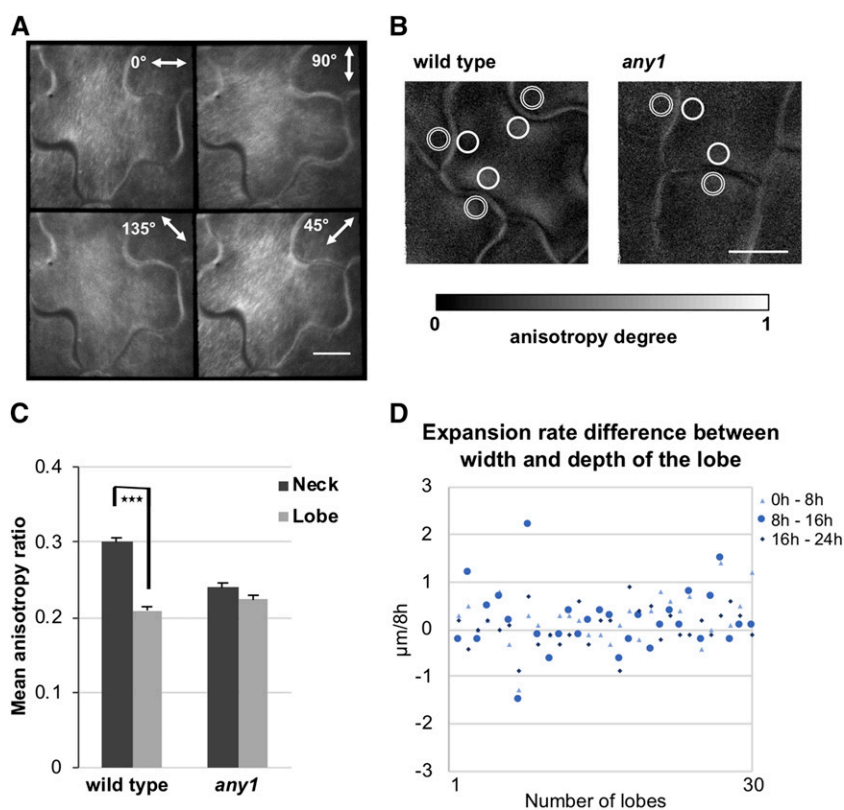 A
0°
90°
135°
45°
B
wild type
any1
0
1
anisotropy degree
C
0.4
0.3
0.2
0.1
0
Mean anisotropy ratio
***
Neck
Lobe
wild type
any1
D
Expansion rate difference between
width and depth of the lobe
3
2
1
0
-1
-2
-3
µm/8h
0h - 8h
8h - 16h
16h - 24h
1
30
Number of lobes